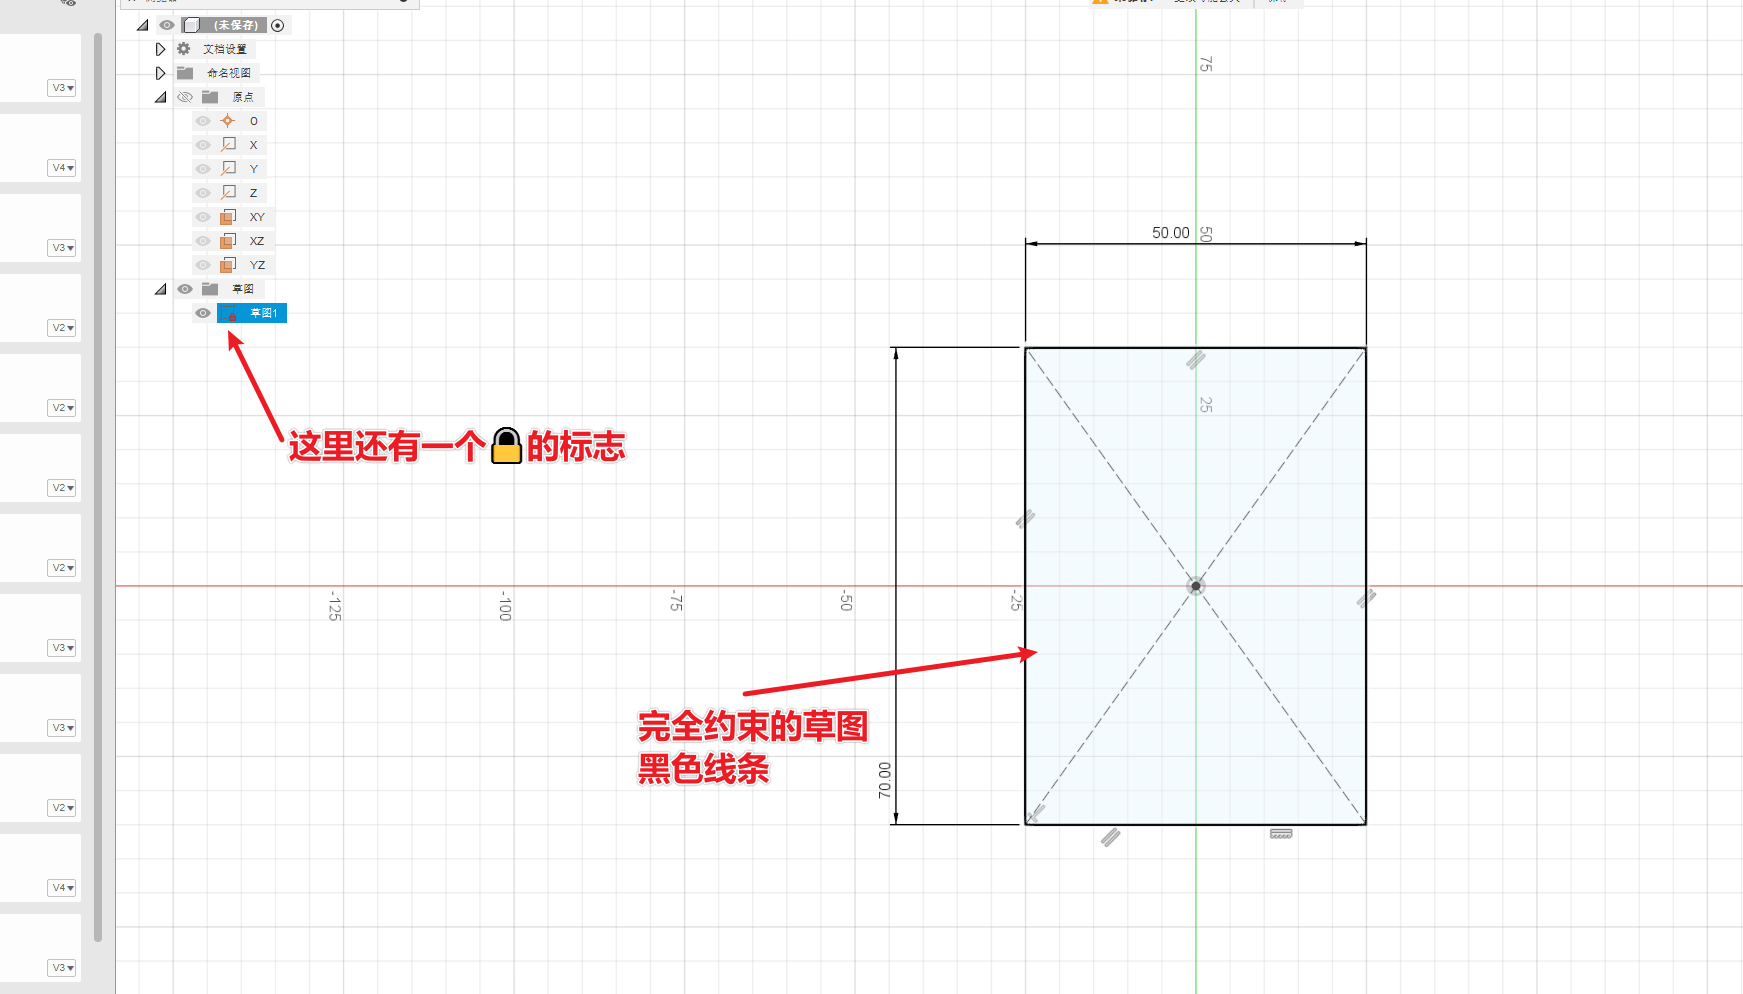 (未保存)
文档设置
命名视图
原点
O
X
Y
Z
XY
XZ
YZ
草图
草图1
V3
V4
V3
V2
V2
V2
V2
V3
V3
V2
V4
V3
75
50.00
50
25
-125
-100
-75
-50
-25
70.00
这里还有一个🔒的标志
完全约束的草图
黑色线条